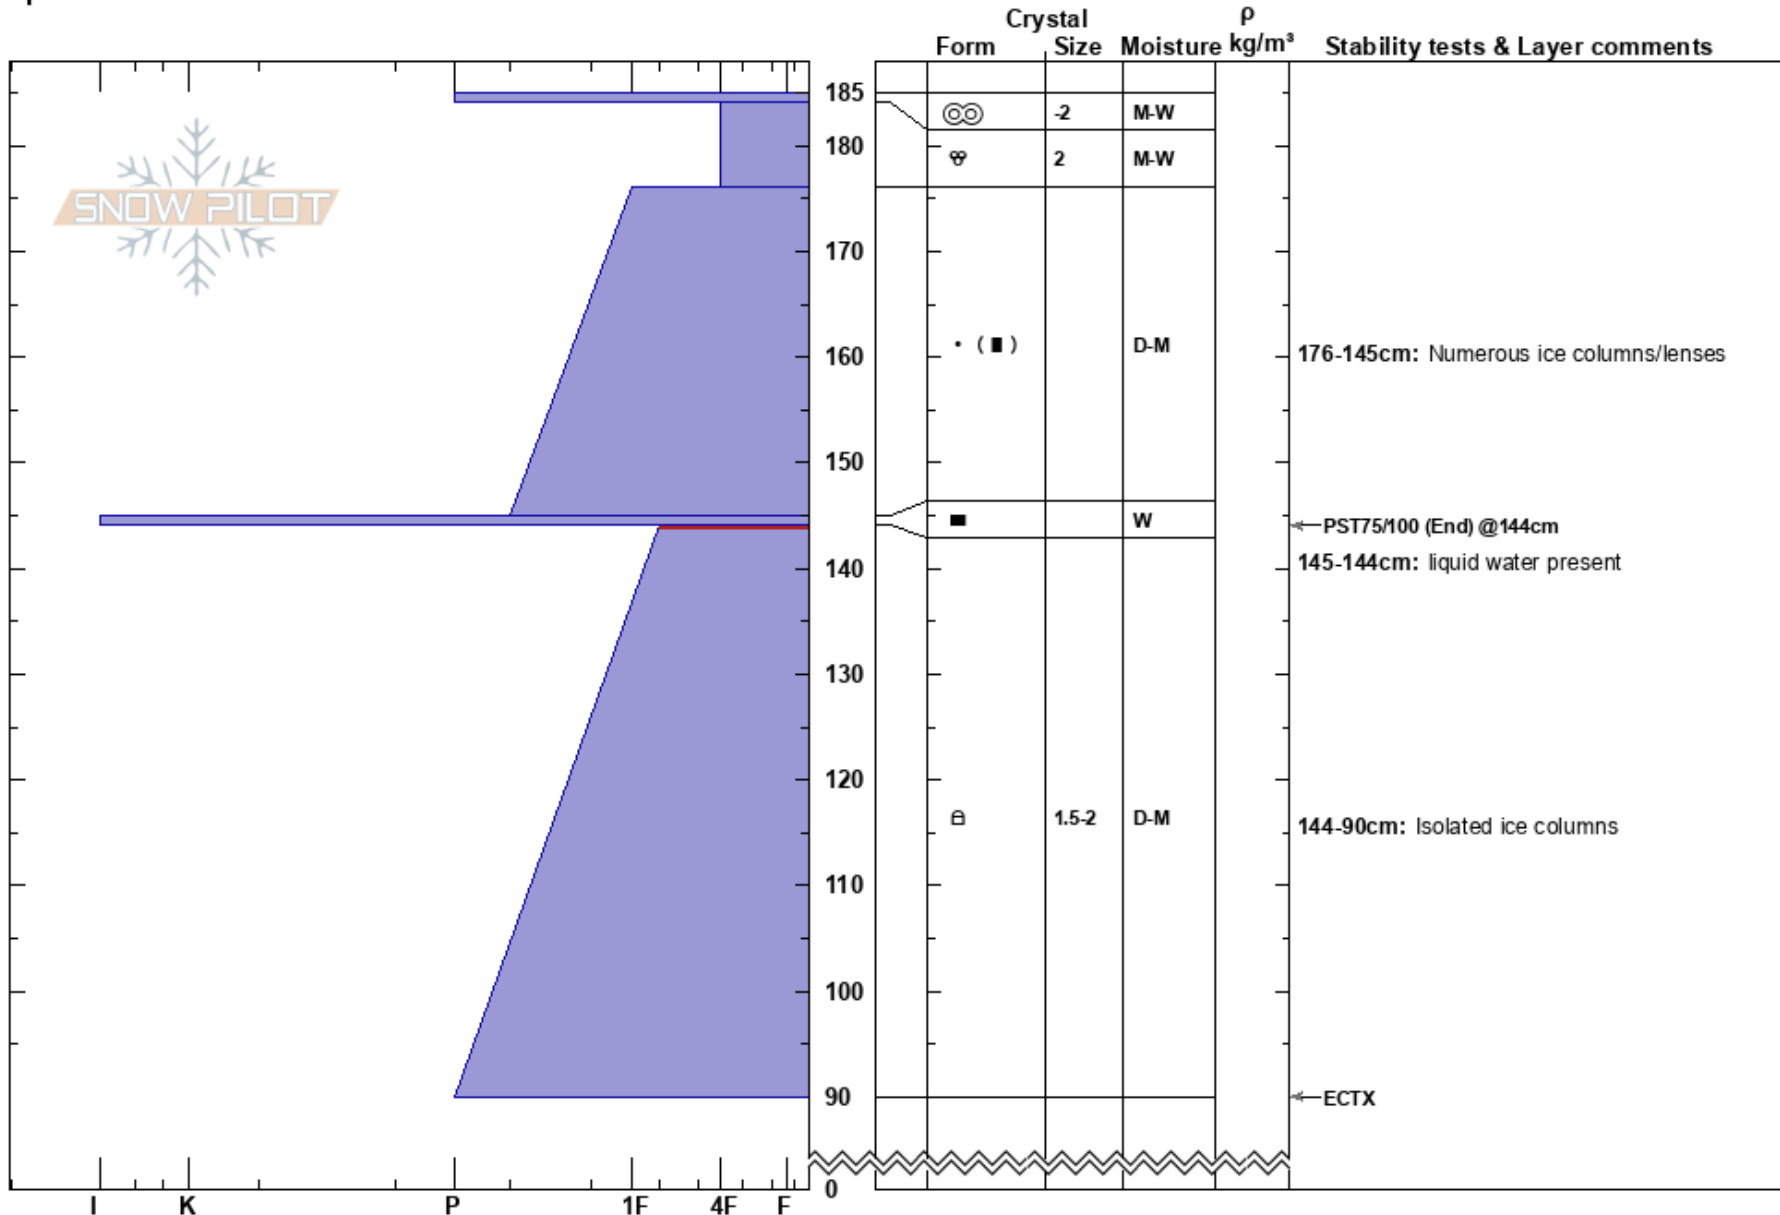 Crystal ρ
Form Size Moisture kg/m³ Stability tests & Layer comments
185
-2 M-W
180
2 M-W
SNOW PILOT
170
160
D-M
176-145cm: Numerous ice columns/lenses
150
W
PST75/100 (End) @144cm
140
145-144cm: liquid water present
130
120
1.5-2 D-M
144-90cm: Isolated ice columns
110
100
90
ECTX
0
I K P 1F 4F F